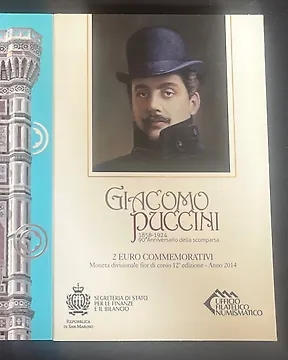 GIACOMO
PUCCINI
1858-1924
90°Anniversario della scomparsa
2 EURO COMMEMORATIVI
Moneta divisionale fior di conio 12ª edizione - Anno 2014
REPUBBLICA
DI SAN MARINO
SEGRETERIA DI STATO
PER LE FINANZE
E IL BILANCIO
UFFICIO
FILATELICO
NUMISMATICO